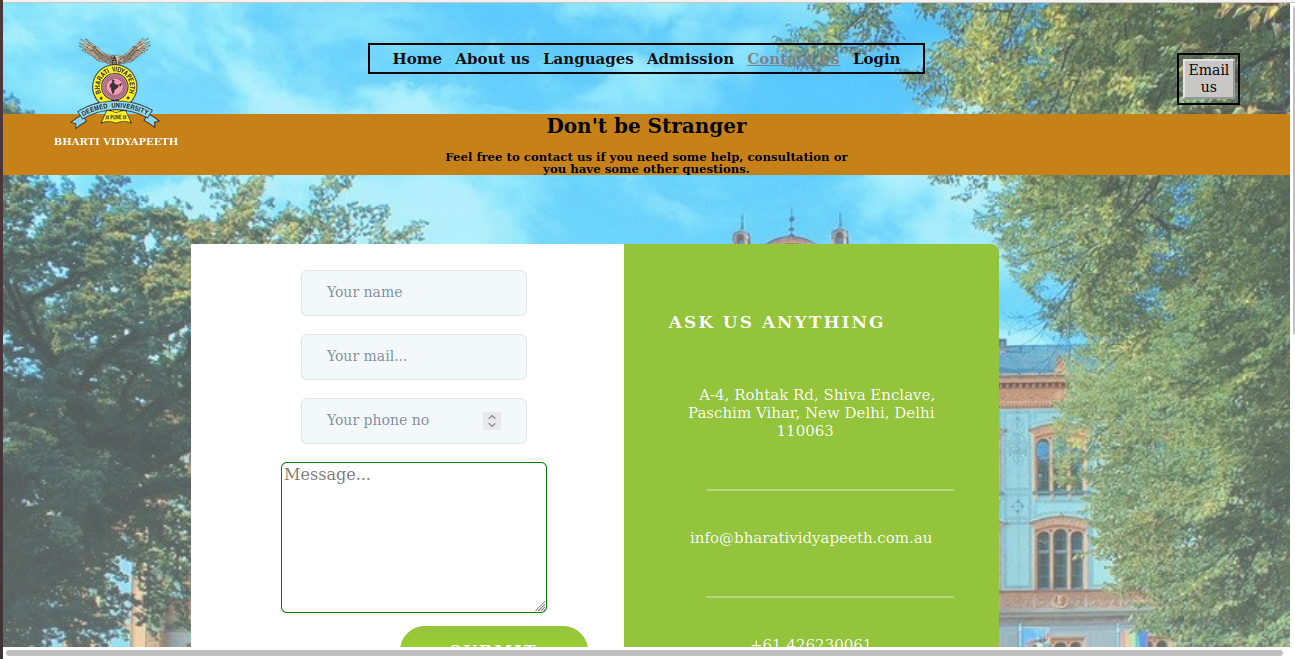 Home About us Languages Admission Contact us Login
Email
us
BHARATI VIDYAPEETH
DEEMED UNIVERSITY
BHARTI VIDYAPEETH
Don't be Stranger
Feel free to contact us if you need some help, consultation or
you have some other questions.
Your name
Your mail...
Your phone no
Message...
SUBMIT
ASK US ANYTHING
A-4, Rohtak Rd, Shiva Enclave,
Paschim Vihar, New Delhi, Delhi
110063
info@bharatividyapeeth.com.au
+61 426230061